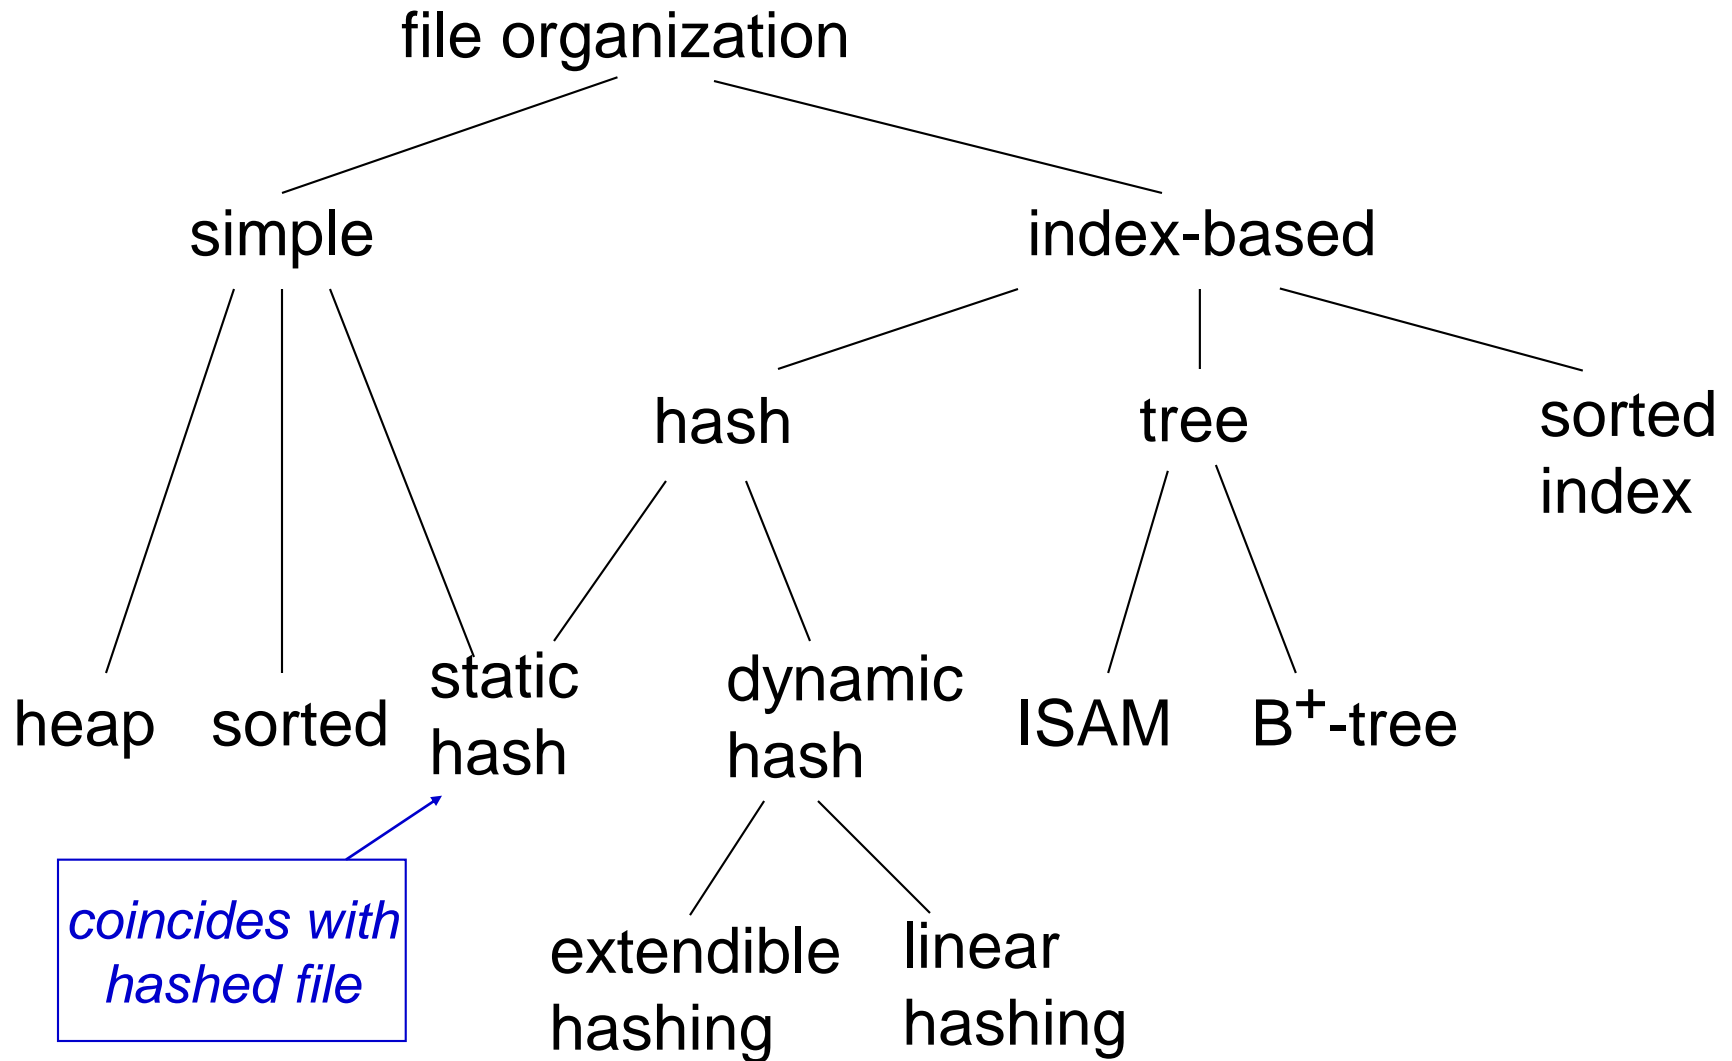 file organization
simple
index-based
hash
tree
sorted
index
heap
sorted
static
hash
dynamic
hash
ISAM
B+-tree
coincides with
hashed file
extendible
hashing
linear
hashing